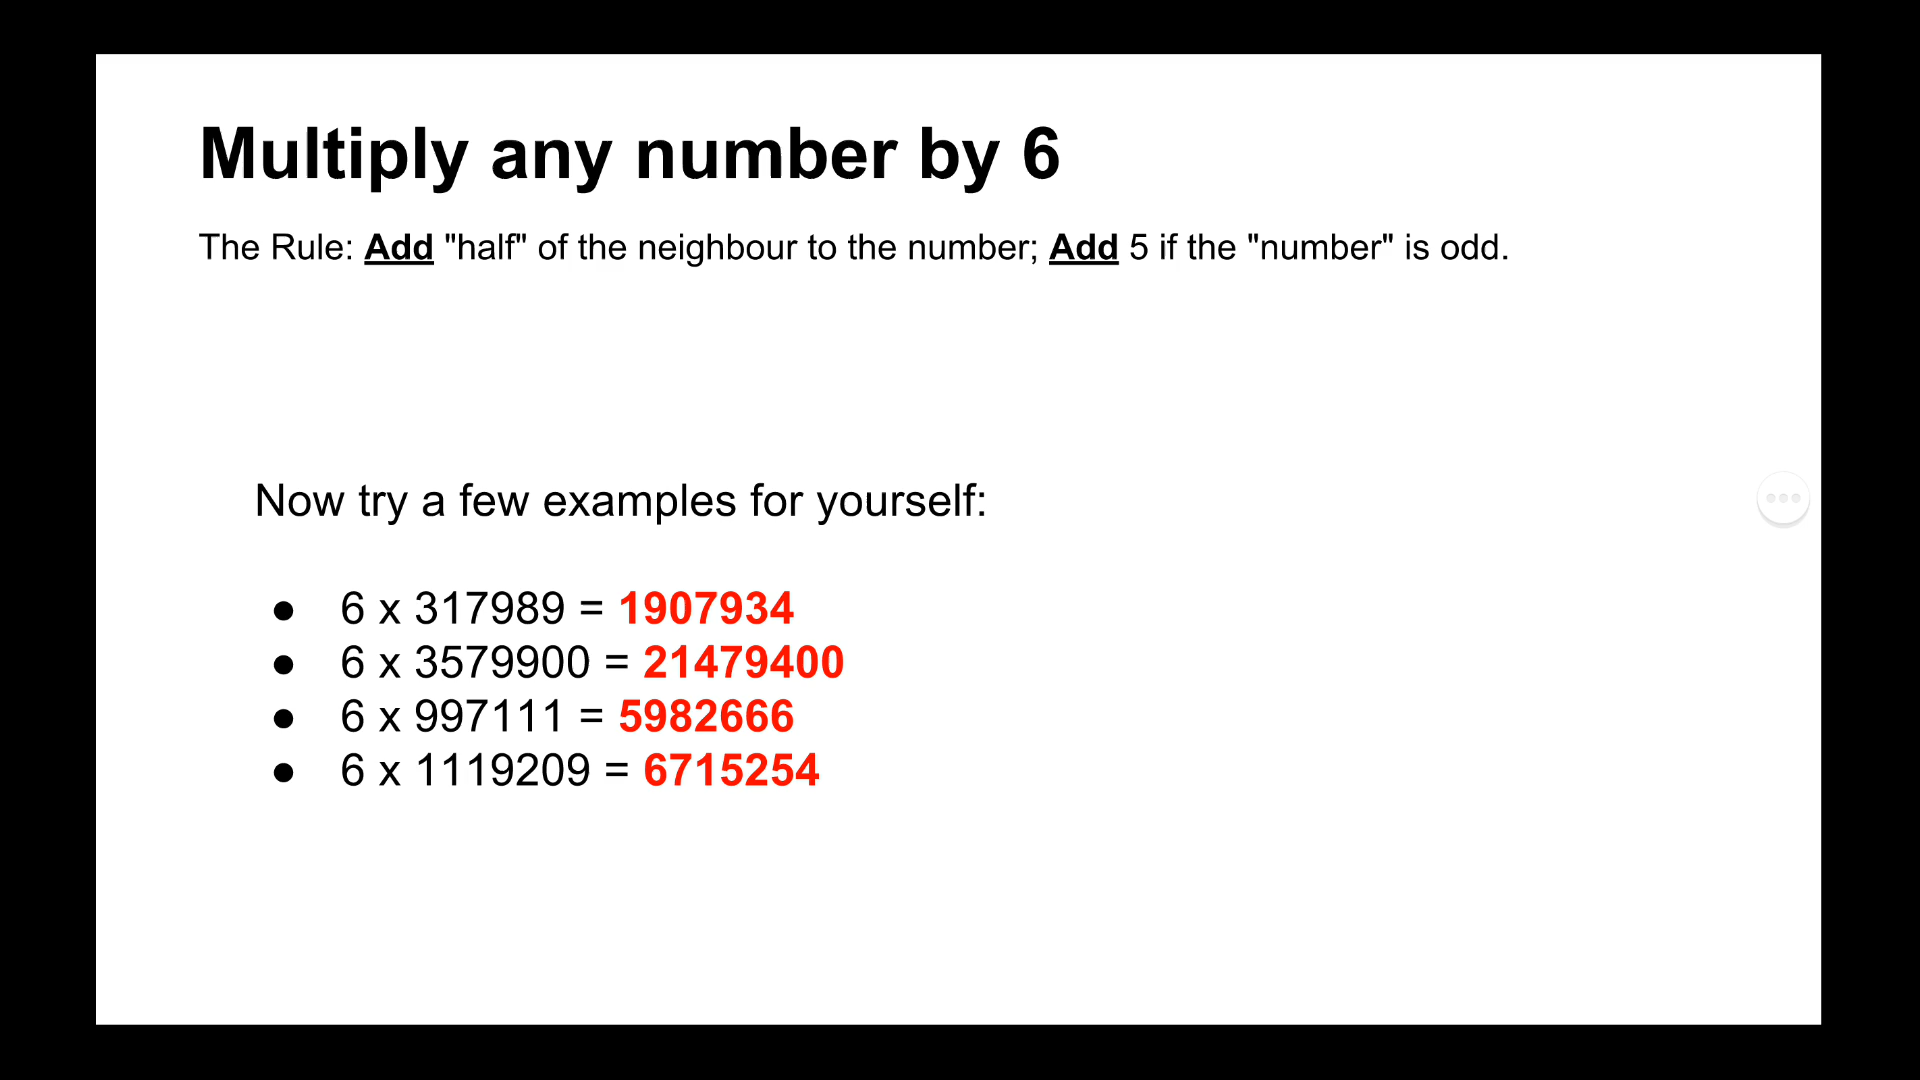 Multiply any number by 6
The Rule: Add "half" of the neighbour to the number; Add 5 if the "number" is odd.
Now try a few examples for yourself:
● 6 x 317989 = 1907934
● 6 x 3579900 = 21479400
● 6 x 997111 = 5982666
● 6 x 1119209 = 6715254